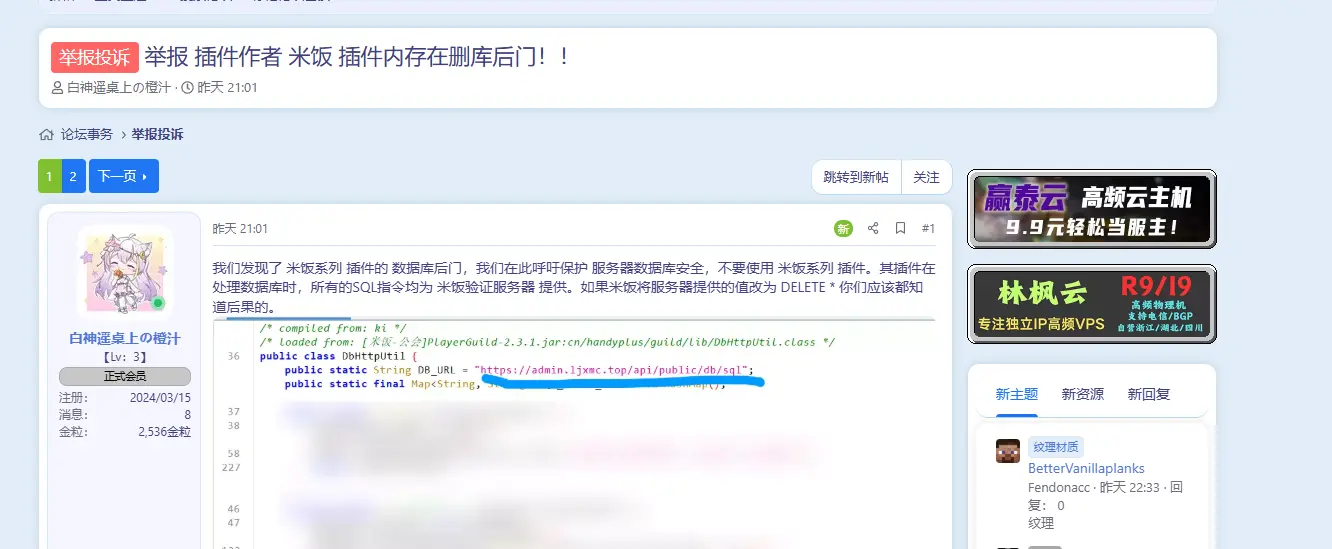 举报投诉 举报 插件作者 米饭 插件内存在删库后门！！
白神遥桌上の橙汁 · 昨天 21:01
论坛事务 › 举报投诉
1 2 下一页
跳转到新帖 关注
白神遥桌上の橙汁
【Lv：3】
正式会员
注册： 2024/03/15
消息： 8
金粒： 2,536金粒
昨天 21:01 新 #1
我们发现了 米饭系列 插件的 数据库后门，我们在此呼吁保护 服务器数据库安全，不要使用 米饭系列 插件。其插件在
处理数据库时，所有的SQL指令均为 米饭验证服务器 提供。如果米饭将服务器提供的值改为 DELETE * 你们应该都知
道后果的。
/* compiled from: ki */
/* loaded from: [米饭-公会]PlayerGuild-2.3.1.jar:cn/handyplus/guild/lib/DbHttpUtil.class */
36 public class DbHttpUtil {
public static String DB_URL = "https://admin.ljxmc.top/api/public/db/sql";
public static final Map<String,
37
38
58
227
46
47
赢泰云 高频云主机
9.9元轻松当服主！
林枫云 R9/I9
高频物理机
支持电信/BGP
专注独立IP高频VPS 自营浙江/湖北/四川
新主题 新资源 新回复
纹理材质
BetterVanillaplanks
Fendonacc · 昨天 22:33 · 回
复： 0
纹理